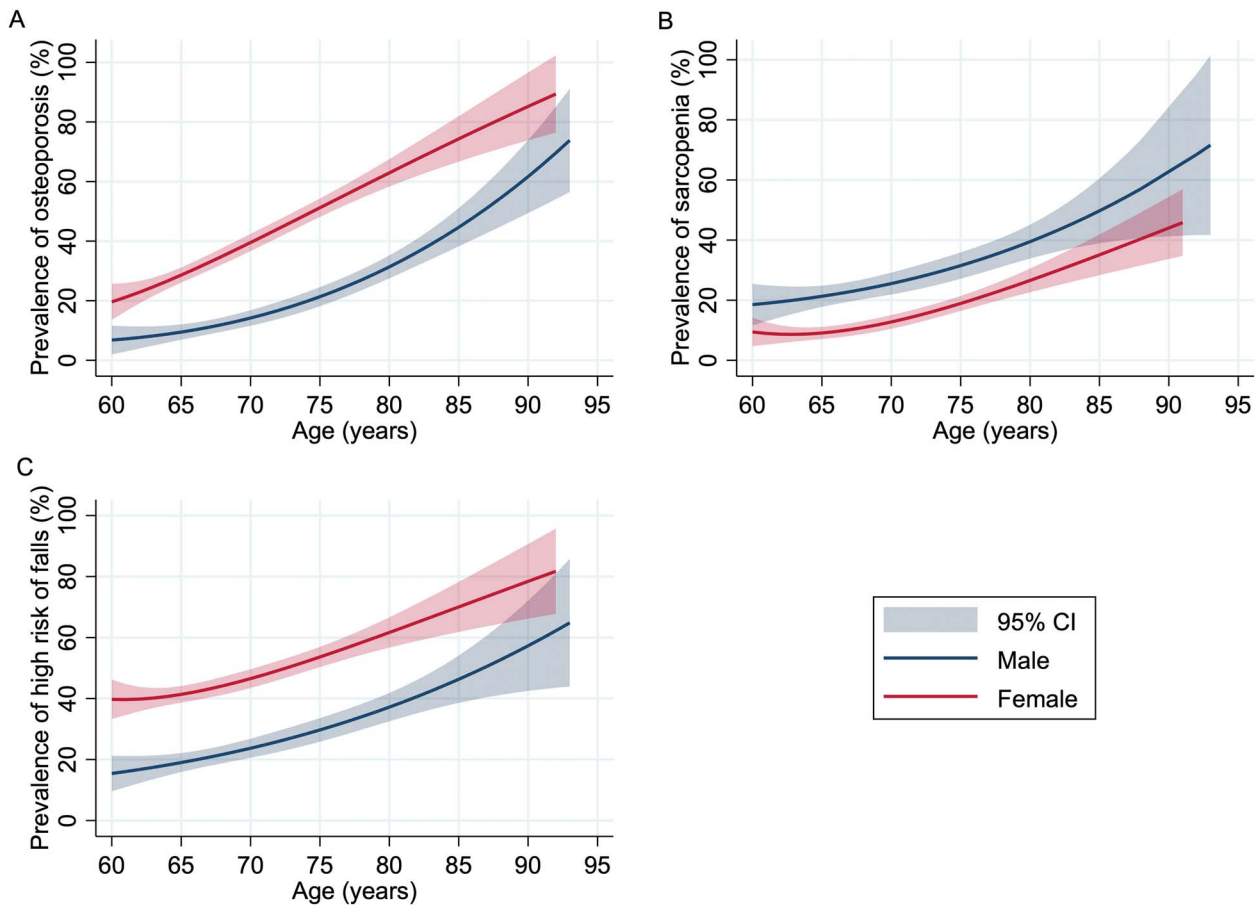 A
Prevalence of osteoporosis (%)
0 20 40 60 80 100
60 65 70 75 80 85 90 95
Age (years)
B
Prevalence of sarcopenia (%)
0 20 40 60 80 100
60 65 70 75 80 85 90 95
Age (years)
C
Prevalence of high risk of falls (%)
0 20 40 60 80 100
60 65 70 75 80 85 90 95
Age (years)
95% CI
Male
Female